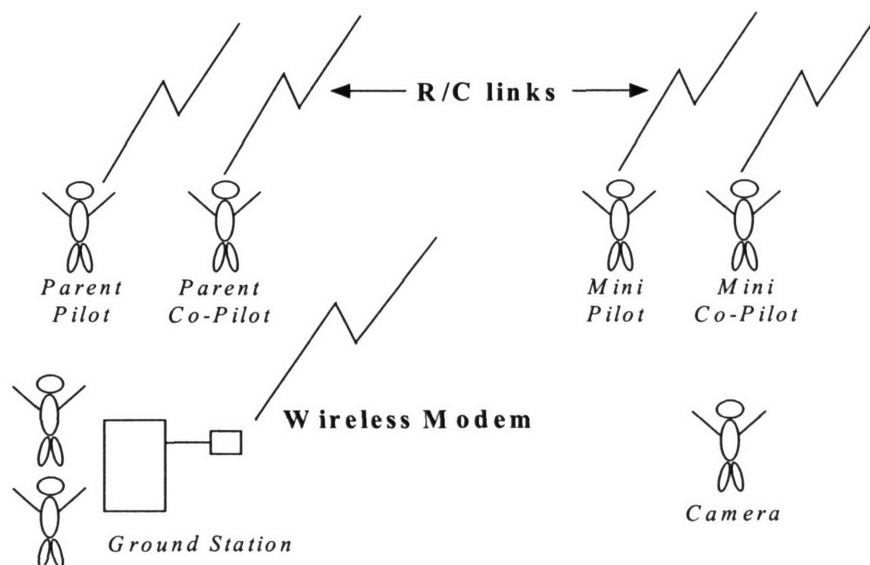 R/C links
Parent Pilot
Parent Co-Pilot
Mini Pilot
Mini Co-Pilot
Wireless Modem
Camera
Ground Station